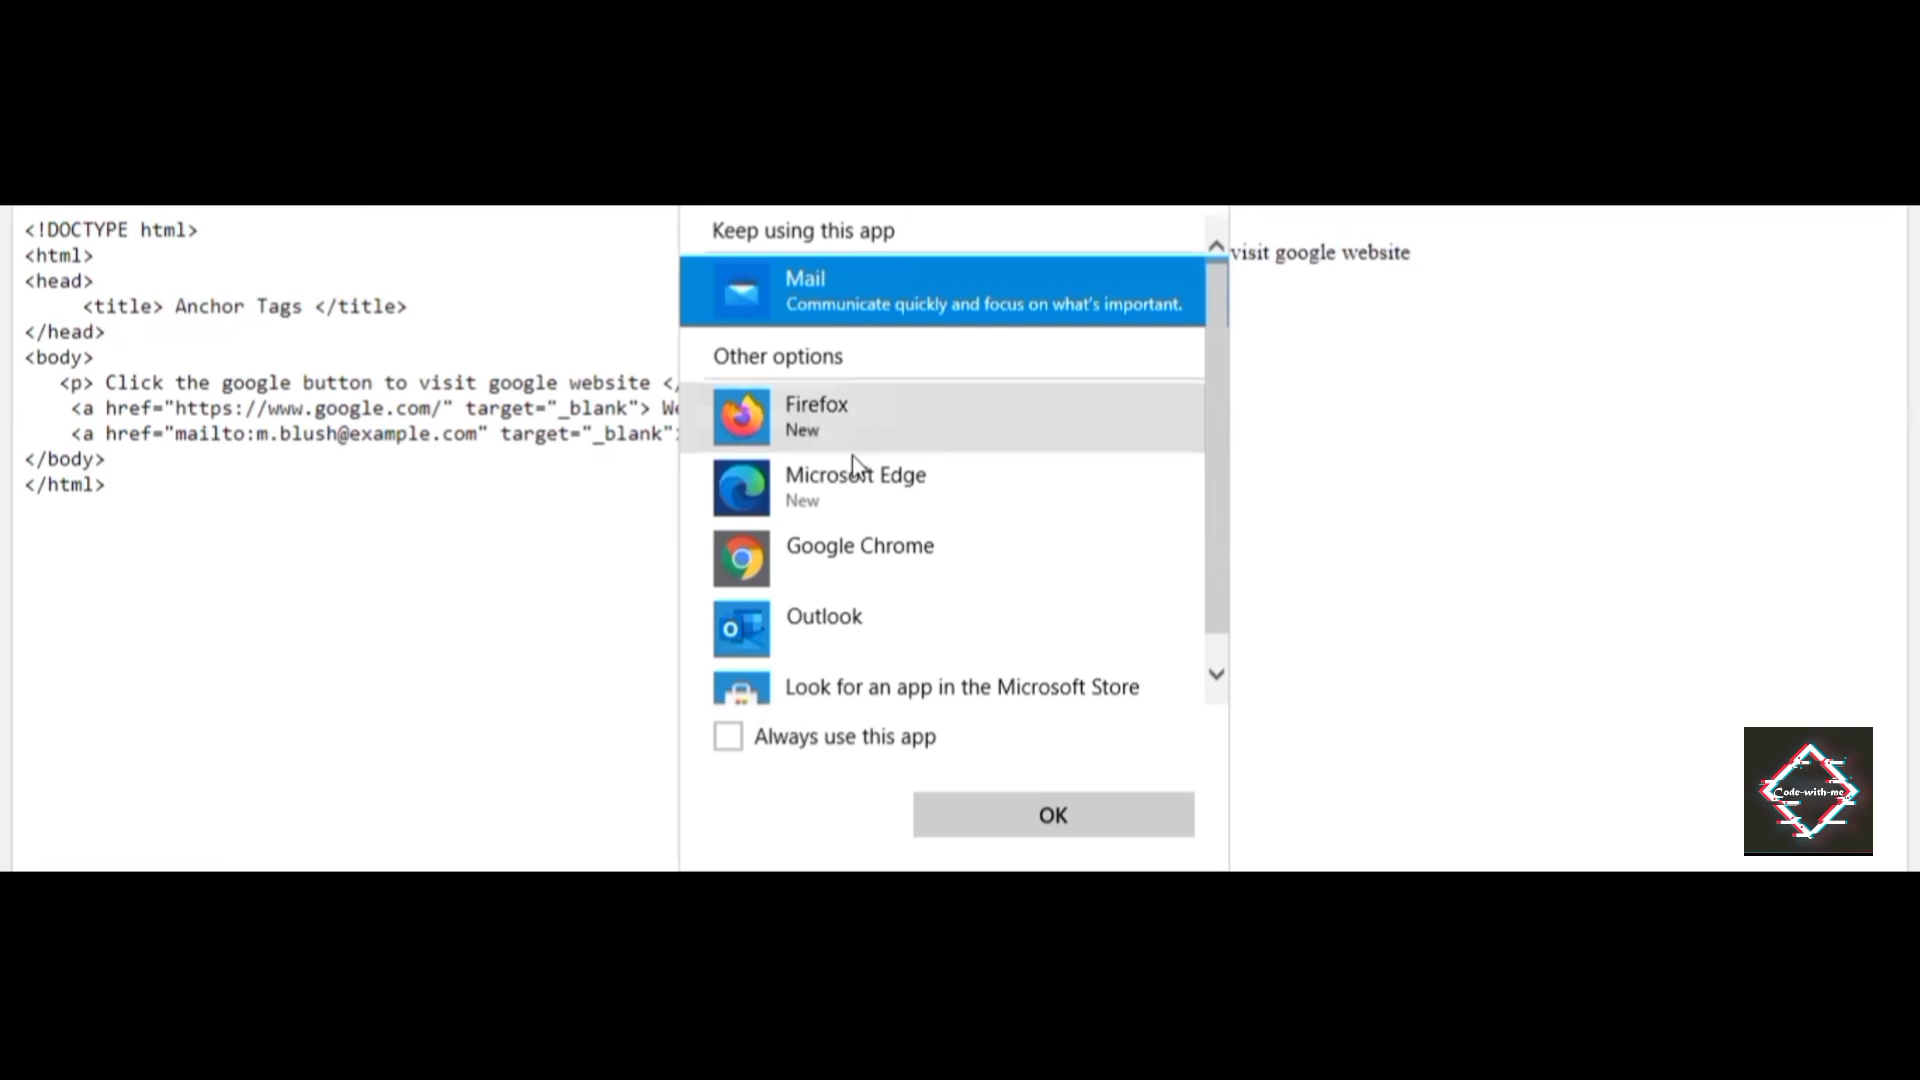 <!DOCTYPE html>
<html>
<head>
<title> Anchor Tags </title>
</head>
<body>
<p> Click the google button to visit google website <
<a href="https://www.google.com/" target="_blank">
<a href="mailto:m.blush@example.com" target="_blank"
</body>
</html>
Keep using this app
Mail
Communicate quickly and focus on what's important.
Other options
Firefox
New
Microsoft Edge
New
Google Chrome
Outlook
Look for an app in the Microsoft Store
Always use this app
OK
visit google website
Code-with-me